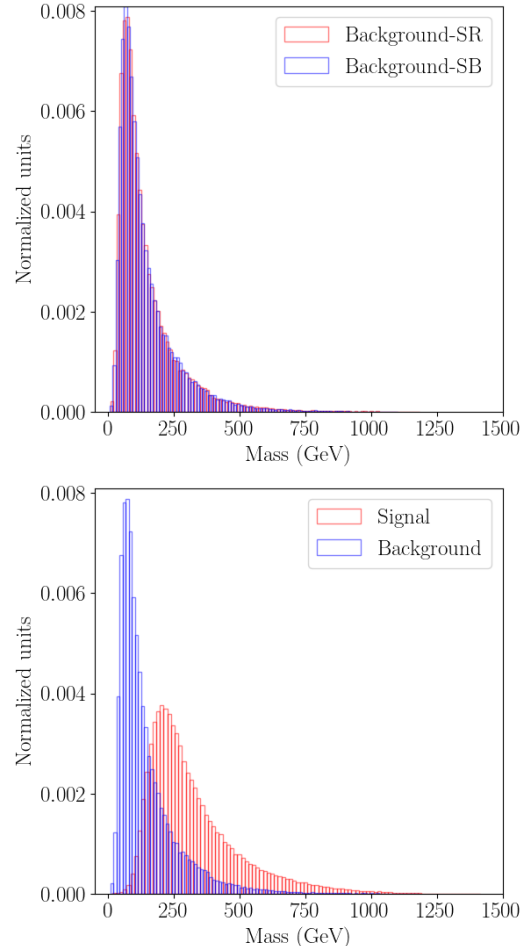 Background-SR
Background-SB
Normalized units
0.008
0.006
0.004
0.002
0.000
0 250 500 750 1000 1250 1500
Mass (GeV)
Signal
Background
Normalized units
0.008
0.006
0.004
0.002
0.000
0 250 500 750 1000 1250 1500
Mass (GeV)